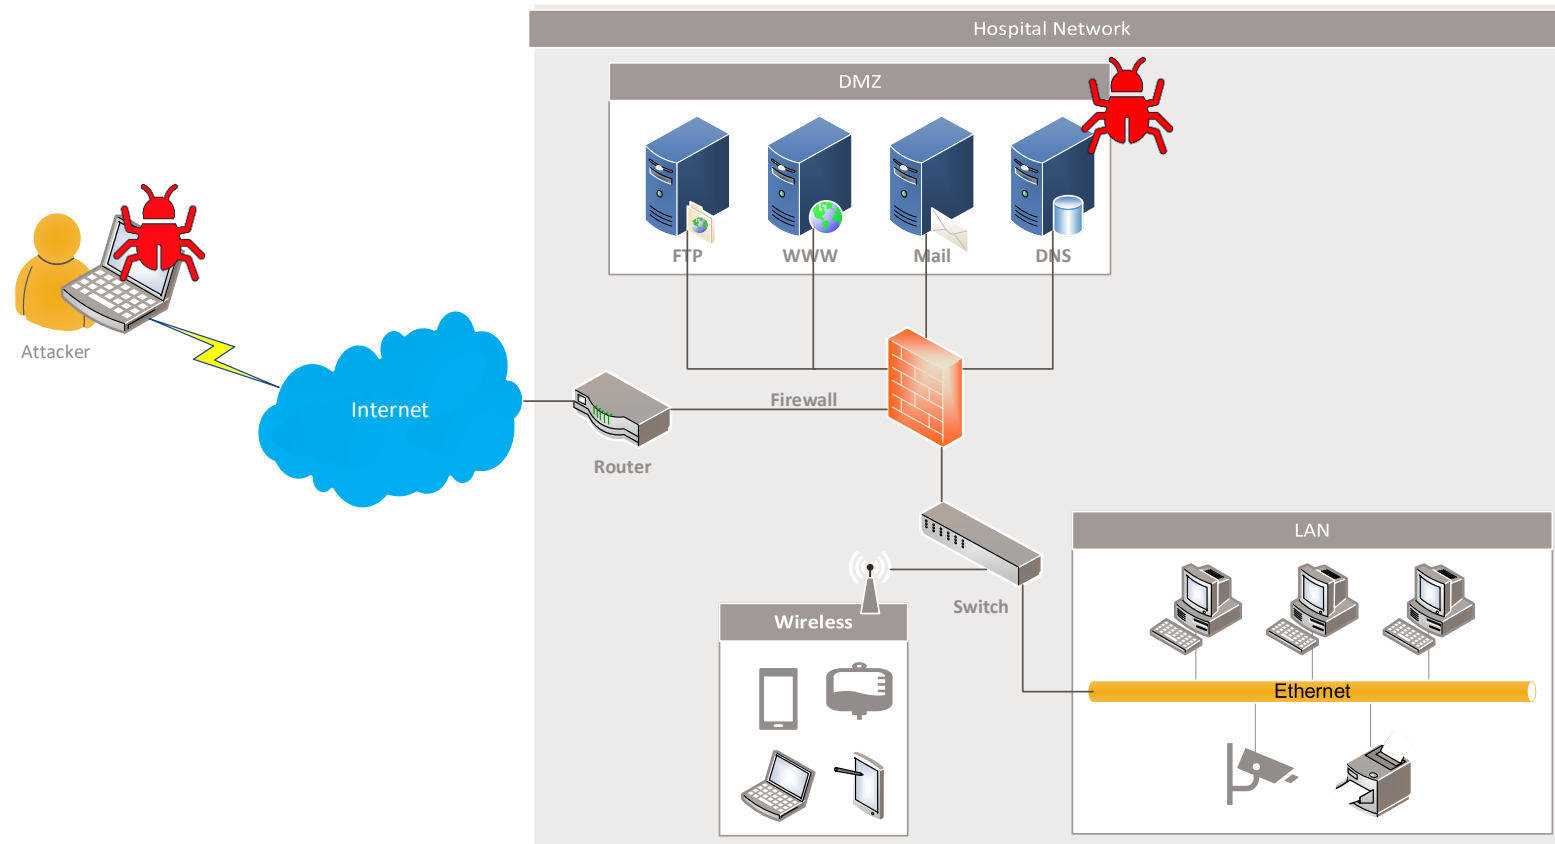 Hospital Network
DMZ
FTP
WWW
Mail
DNS
Attacker
Internet
Firewall
Router
Switch
LAN
Wireless
Ethernet